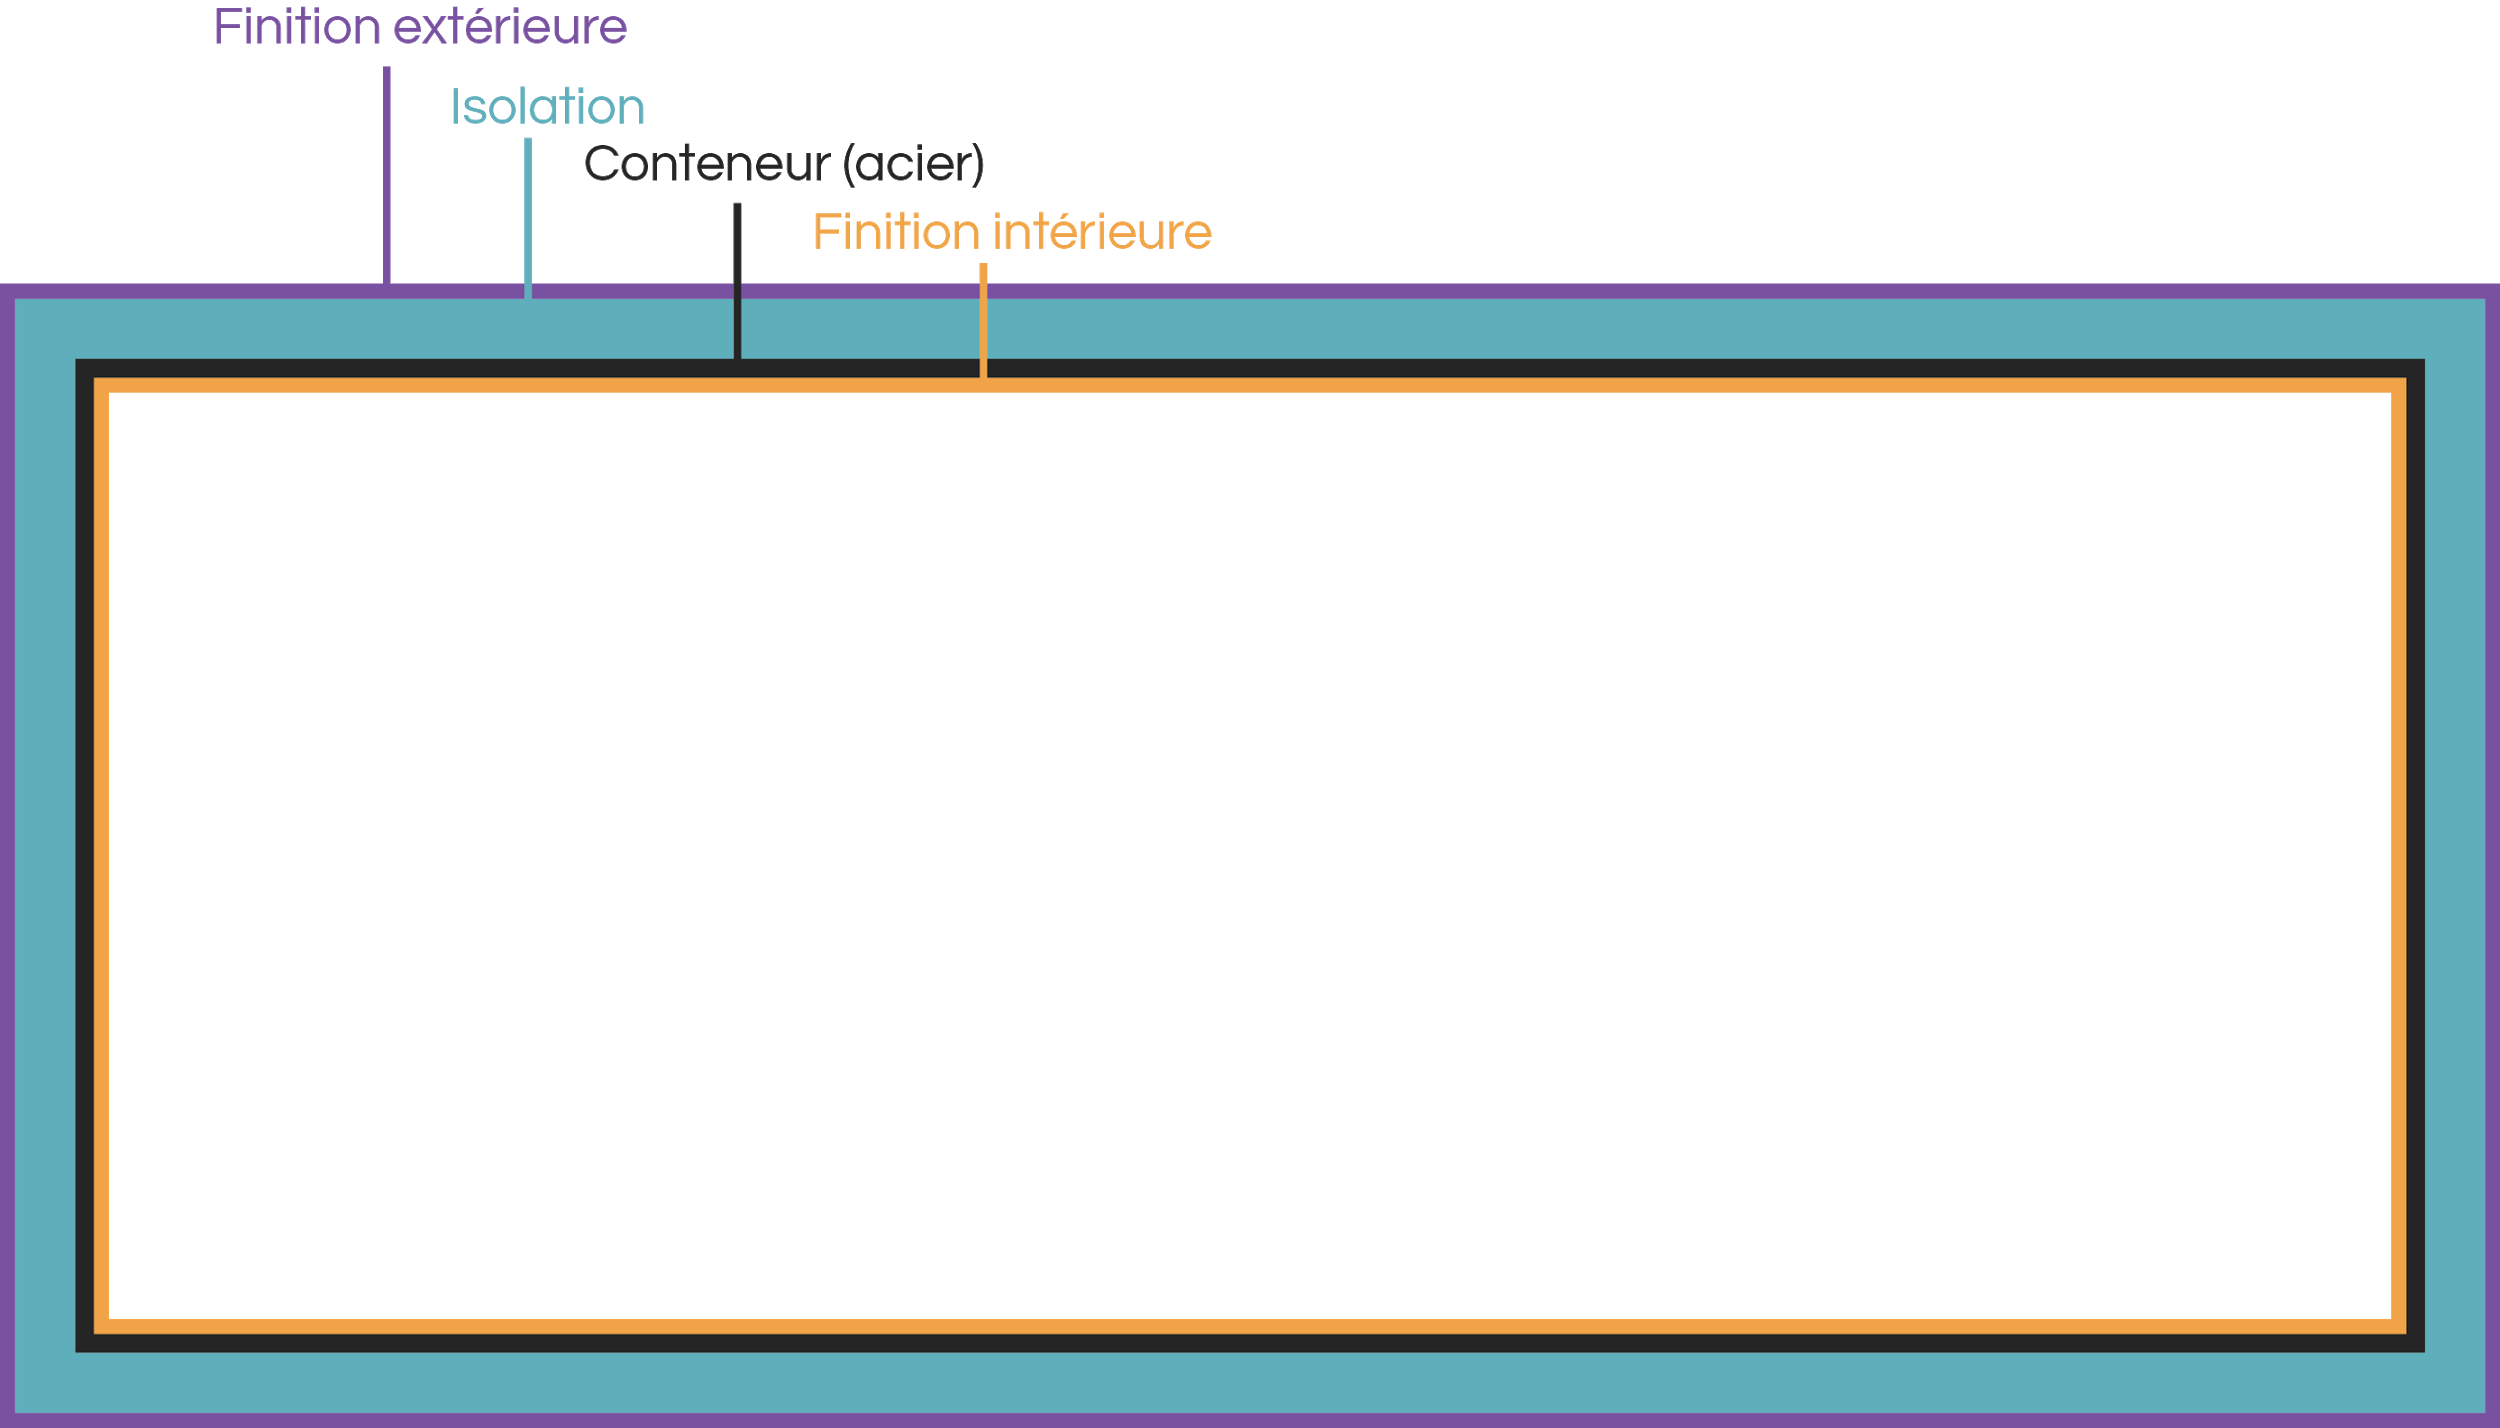 Finition extérieure
Isolation
Conteneur (acier)
Finition intérieure